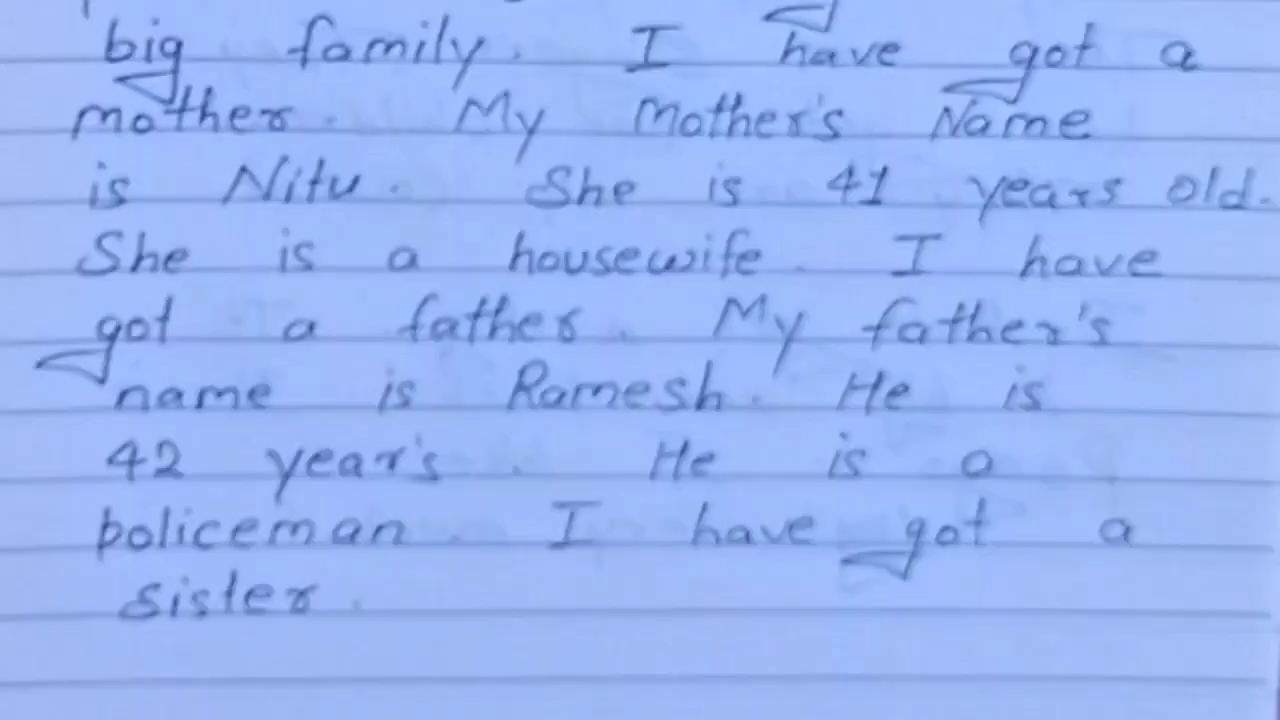 big family. I have got a
mother. My Mother's Name
is Nitu. She is 41 years old.
She is a housewife. I have
got a father. My father's
name is Ramesh. He is
42 year's. He is a
policeman. I have got a
sister.